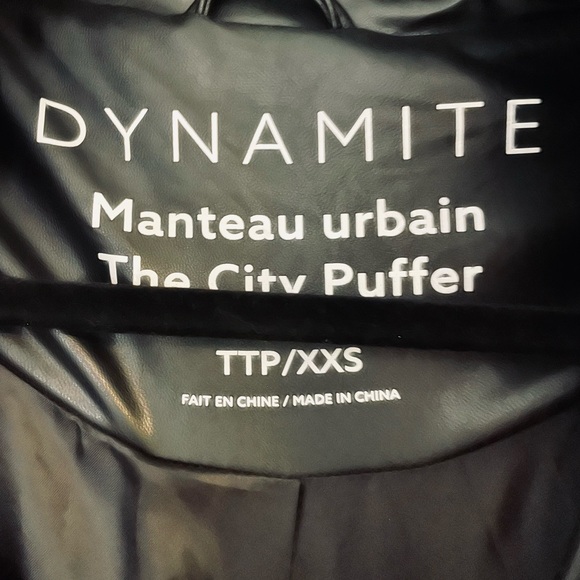 DYNAMITE
Manteau urbain
The City Puffer
TTP/XXS
FAIT EN CHINE / MADE IN CHINA